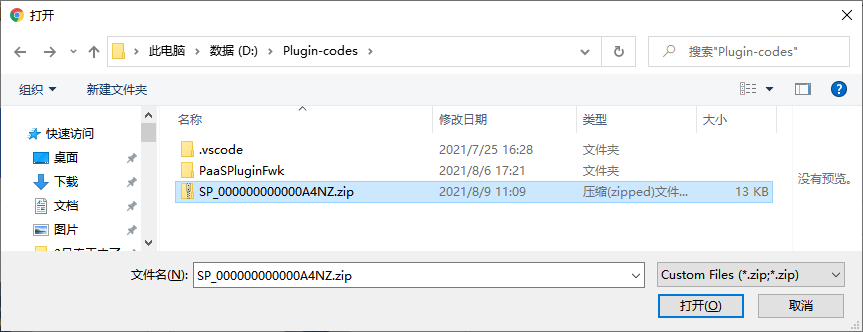 打开
此电脑 > 数据 (D:) > Plugin-codes >
搜索"Plugin-codes"
组织 新建文件夹
名称 修改日期 类型 大小
快速访问
桌面
下载
文档
图片
.vscode 2021/7/25 16:28 文件夹
PaaSPluginFwk 2021/8/6 17:21 文件夹
SP_000000000000A4NZ.zip 2021/8/9 11:09 压缩(zipped)文件... 13 KB
没有预览。
文件名(N): SP_000000000000A4NZ.zip Custom Files (*.zip;*.zip)
打开(O) 取消